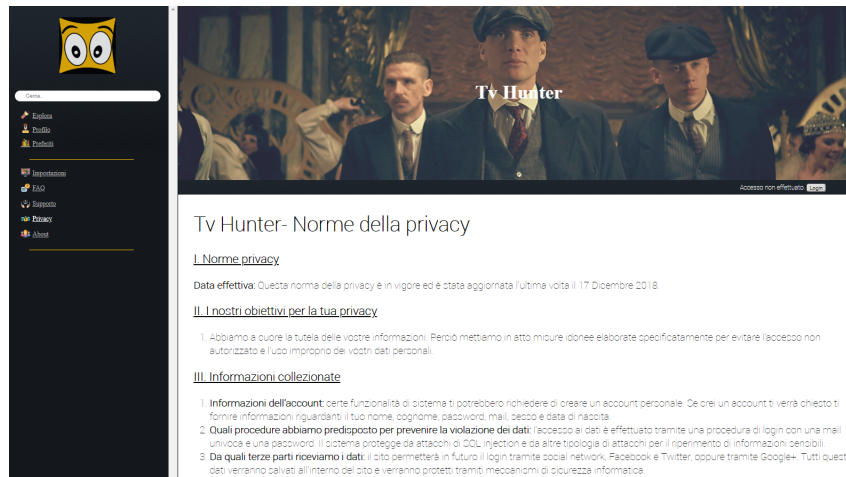 Cerca..
Esplora
Profilo
Preferiti
Impostazioni
FAQ
Supporto
Privacy
About
Tv Hunter
Accesso non effettuato. Login
Tv Hunter- Norme della privacy
I. Norme privacy
Data effettiva: Questa norma della privacy è in vigore ed è stata aggiornata l'ultima volta il 17 Dicembre 2018.
II. I nostri obiettivi per la tua privacy
1. Abbiamo a cuore la tutela delle vostre informazioni. Perciò mettiamo in atto misure idonee elaborate specificatamente per evitare l'accesso non
autorizzato e l'uso improprio dei vostri dati personali.
III. Informazioni collezionate
1. Informazioni dell'account: certe funzionalità di sistema ti potrebbero richiedere di creare un account personale. Se crei un account ti verrà chiesto ti
fornire informazioni riguardanti il tuo nome, cognome, password, mail, sesso e data di nascita.
2. Quali procedure abbiamo predisposto per prevenire la violazione dei dati: l'accesso ai dati è effettuato tramite una procedura di login con una mail
univoca e una password. Il sistema protegge da attacchi di SQL injection e da altre tipologia di attacchi per il riperimento di informazioni sensibili.
3. Da quali terze parti riceviamo i dati: il sito permetterà in futuro il login tramite social network, Facebook e Twitter, oppure tramite Google+. Tutti quest
dati verranno salvati all'interno del sito e verranno protetti tramiti meccanismi di sicurezza informatica.